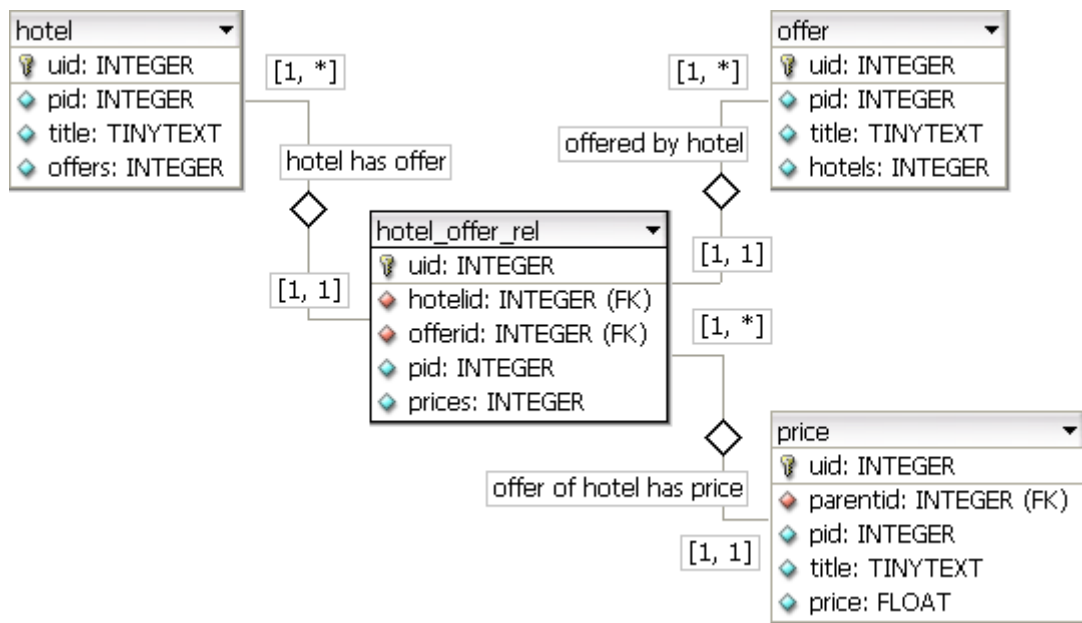 hotel
uid: INTEGER
pid: INTEGER
title: TINYTEXT
offers: INTEGER
[1, *]
hotel has offer
[1, 1]
offer
uid: INTEGER
pid: INTEGER
title: TINYTEXT
hotels: INTEGER
[1, *]
offered by hotel
[1, 1]
hotel_offer_rel
uid: INTEGER
hotelid: INTEGER (FK)
offerid: INTEGER (FK)
pid: INTEGER
prices: INTEGER
[1, *]
offer of hotel has price
[1, 1]
price
uid: INTEGER
parentid: INTEGER (FK)
pid: INTEGER
title: TINYTEXT
price: FLOAT